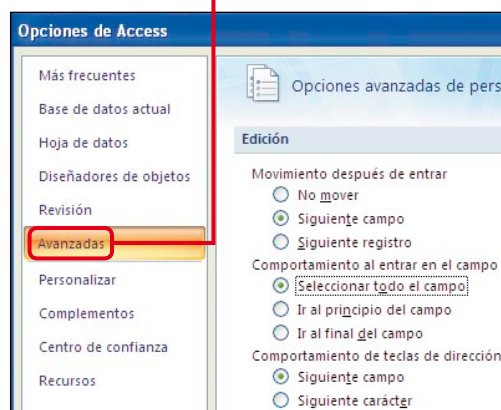 Opciones de Access
Más frecuentes
Base de datos actual
Hoja de datos
Diseñadores de objetos
Revisión
Avanzadas
Personalizar
Complementos
Centro de confianza
Recursos
Opciones avanzadas de pers
Edición
Movimiento después de entrar
No mover
Siguiente campo
Siguiente registro
Comportamiento al entrar en el campo
Seleccionar todo el campo
Ir al principio del campo
Ir al final del campo
Comportamiento de teclas de dirección
Siguiente campo
Siguiente carácter